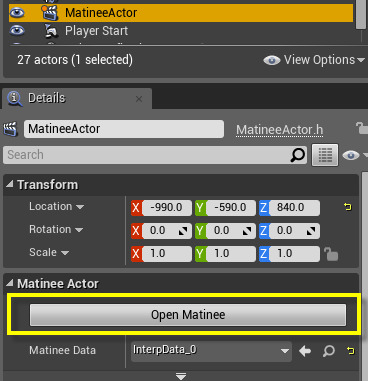 MatineeActor
Player Start
27 actors (1 selected)
View Options
Details
MatineeActor
MatineeActor.h
Search
Transform
Location X -990.0 Y -590.0 Z 840.0
Rotation X 0.0 Y 0.0 Z 0.0
Scale X 1.0 Y 1.0 Z 1.0
Matinee Actor
Open Matinee
Matinee Data InterpData_0